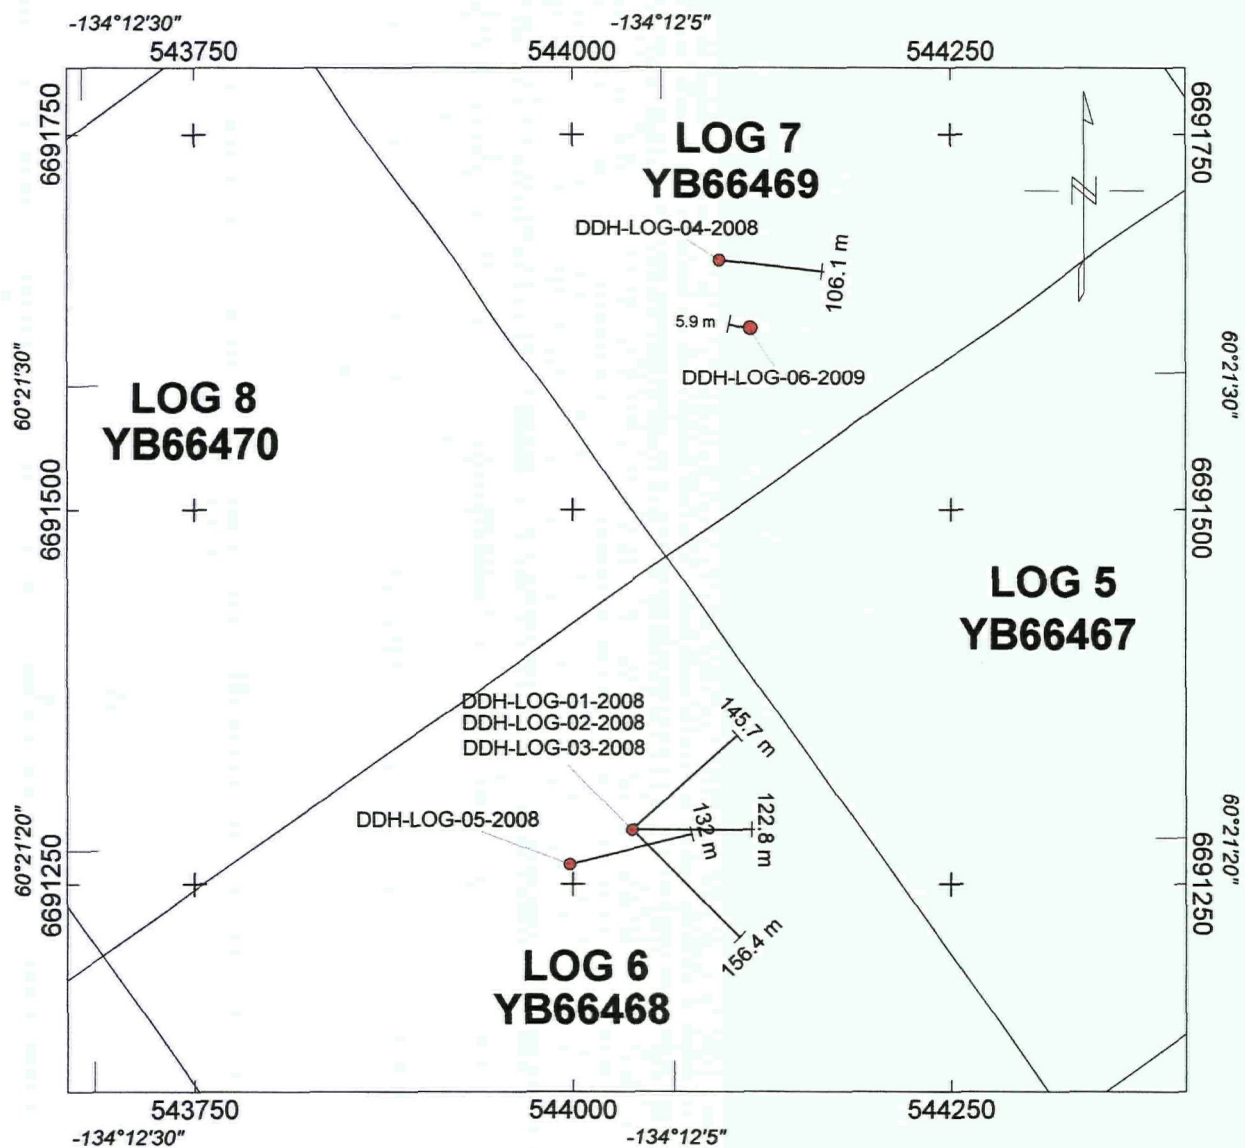 -134°12'30"
-134°12'5"
543750
544000
544250
6691750
6691750
LOG 7
YB66469
DDH-LOG-04-2008
106.1 m
5.9 m
DDH-LOG-06-2009
N
60°21'30"
60°21'30"
LOG 8
YB66470
6691500
6691500
LOG 5
YB66467
DDH-LOG-01-2008
DDH-LOG-02-2008
DDH-LOG-03-2008
145.7 m
DDH-LOG-05-2008
132 m
122.8 m
60°21'20"
60°21'20"
6691250
6691250
156.4 m
LOG 6
YB66468
543750
544000
544250
-134°12'30"
-134°12'5"